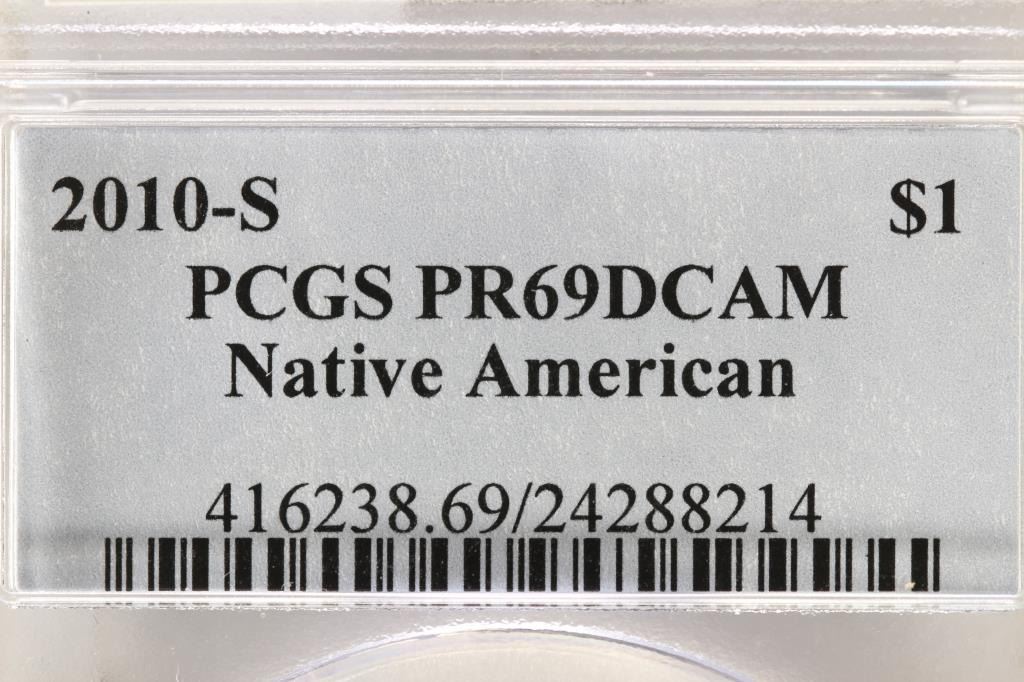 2010-S $1
PCGS PR69DCAM
Native American
416238.69/24288214